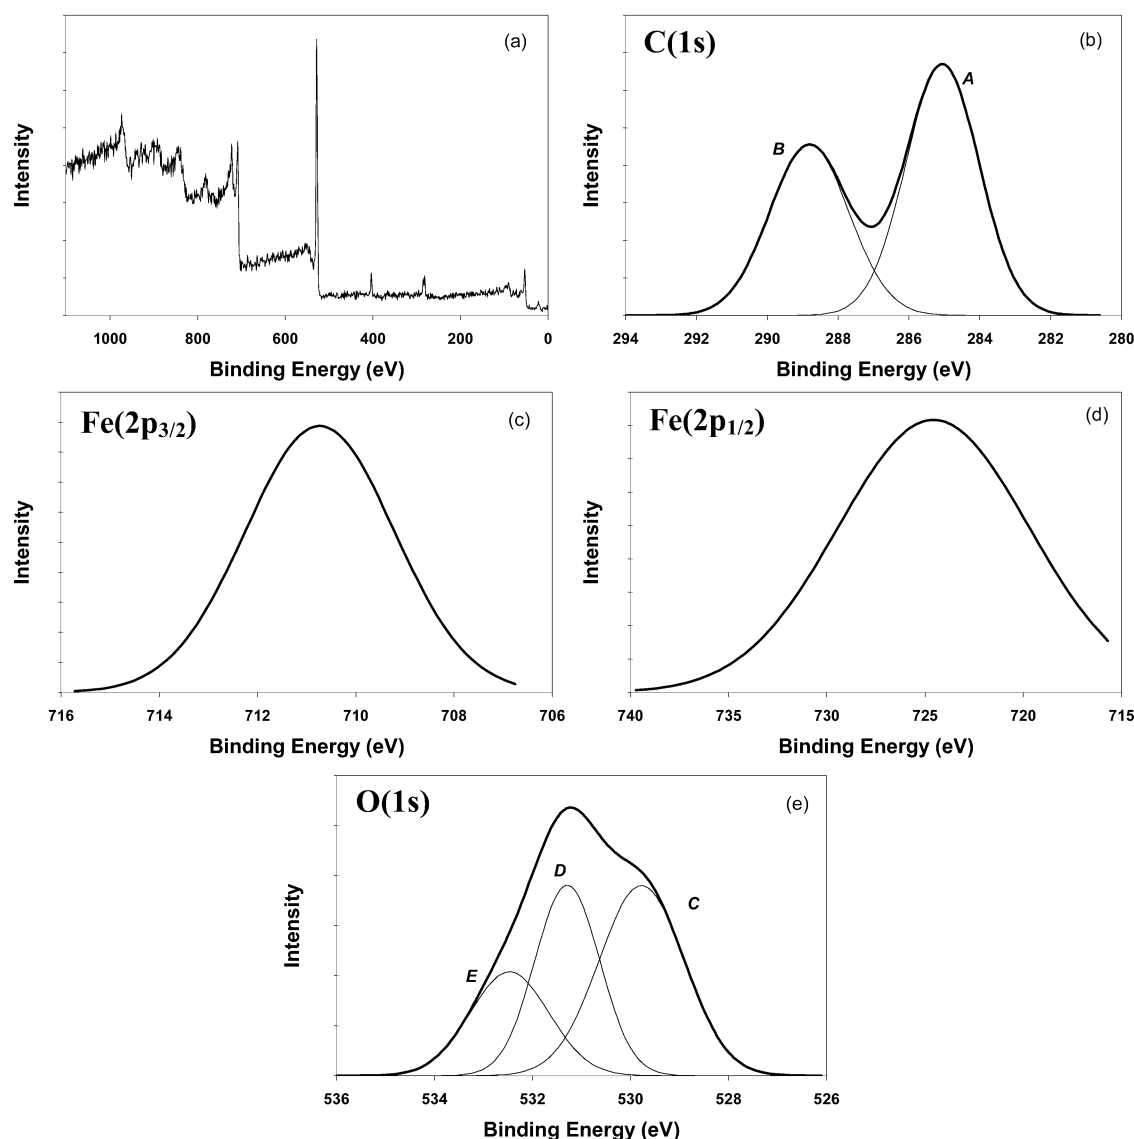 (a)
Intensity
1000 800 600 400 200 0
Binding Energy (eV)
C(1s)
(b)
A
B
Intensity
294 292 290 288 286 284 282 280
Binding Energy (eV)
Fe(2p3/2)
(c)
Intensity
716 714 712 710 708 706
Binding Energy (eV)
Fe(2p1/2)
(d)
Intensity
740 735 730 725 720 715
Binding Energy (eV)
O(1s)
(e)
D
C
E
Intensity
536 534 532 530 528 526
Binding Energy (eV)